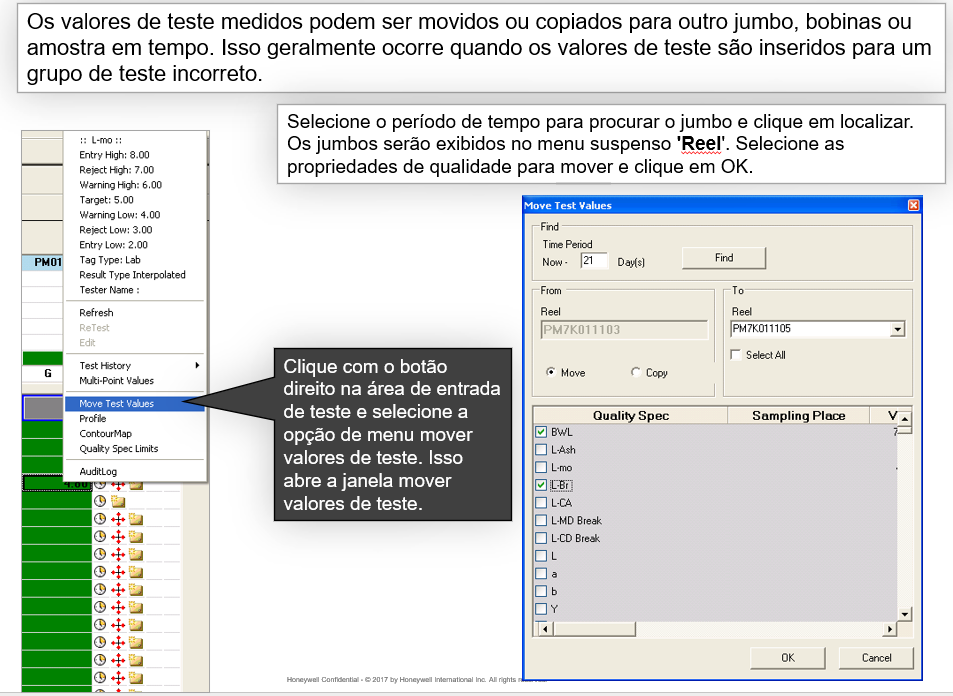 Os valores de teste medidos podem ser movidos ou copiados para outro jumbo, bobinas ou
amostra em tempo. Isso geralmente ocorre quando os valores de teste são inseridos para um
grupo de teste incorreto.
Selecione o período de tempo para procurar o jumbo e clique em localizar.
Os jumbos serão exibidos no menu suspenso 'Reel'. Selecione as
propriedades de qualidade para mover e clique em OK.
:: L-mo ::
Entry High: 8.00
Reject High: 7.00
Warning High: 6.00
Target: 5.00
Warning Low: 4.00
Reject Low: 3.00
Entry Low: 2.00
Tag Type: Lab
Result Type Interpolated
Tester Name :
Refresh
ReTest
Edit
Test History
Multi-Point Values
Move Test Values
Profile
ContourMap
Quality Spec Limits
AuditLog
PM01
G
4.00
Clique com o botão
direito na área de entrada
de teste e selecione a
opção de menu mover
valores de teste. Isso
abre a janela mover
valores de teste.
Move Test Values
Find
Time Period
Now - 21 Day(s)
Find
From
Reel
PM7K011103
Move Copy
To
Reel
PM7K011105
Select All
Quality Spec Sampling Place V
BWL 7
L-Ash
L-mo
L-Br
L-CA
L-MD Break
L-CD Break
L
a
b
Y
OK Cancel
Honeywell Confidential - © 2017 by Honeywell International Inc. All rights